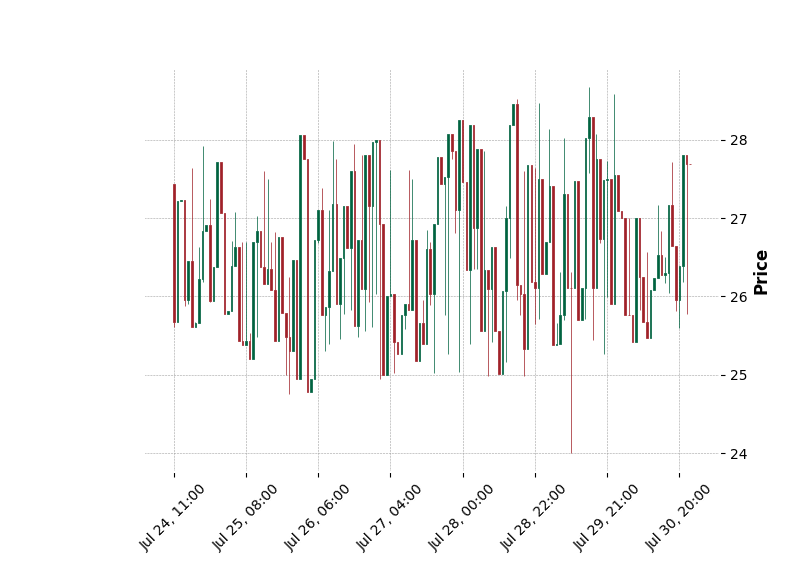 28
27
26
25
24
Price
Jul 24, 11:00
Jul 25, 08:00
Jul 26, 06:00
Jul 27, 04:00
Jul 28, 00:00
Jul 28, 22:00
Jul 29, 21:00
Jul 30, 20:00